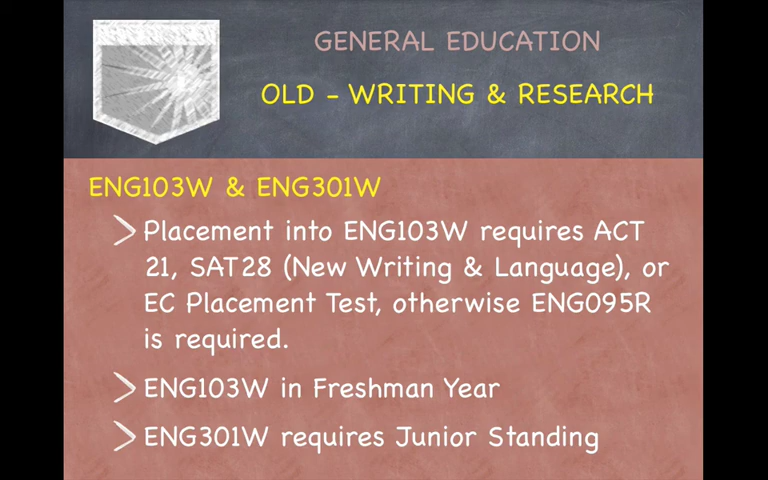 GENERAL EDUCATION
OLD - WRITING & RESEARCH
ENG103W & ENG301W
Placement into ENG103W requires ACT
21, SAT28 (New Writing & Language), or
EC Placement Test, otherwise ENG095R
is required.
ENG103W in Freshman Year
ENG301W requires Junior Standing